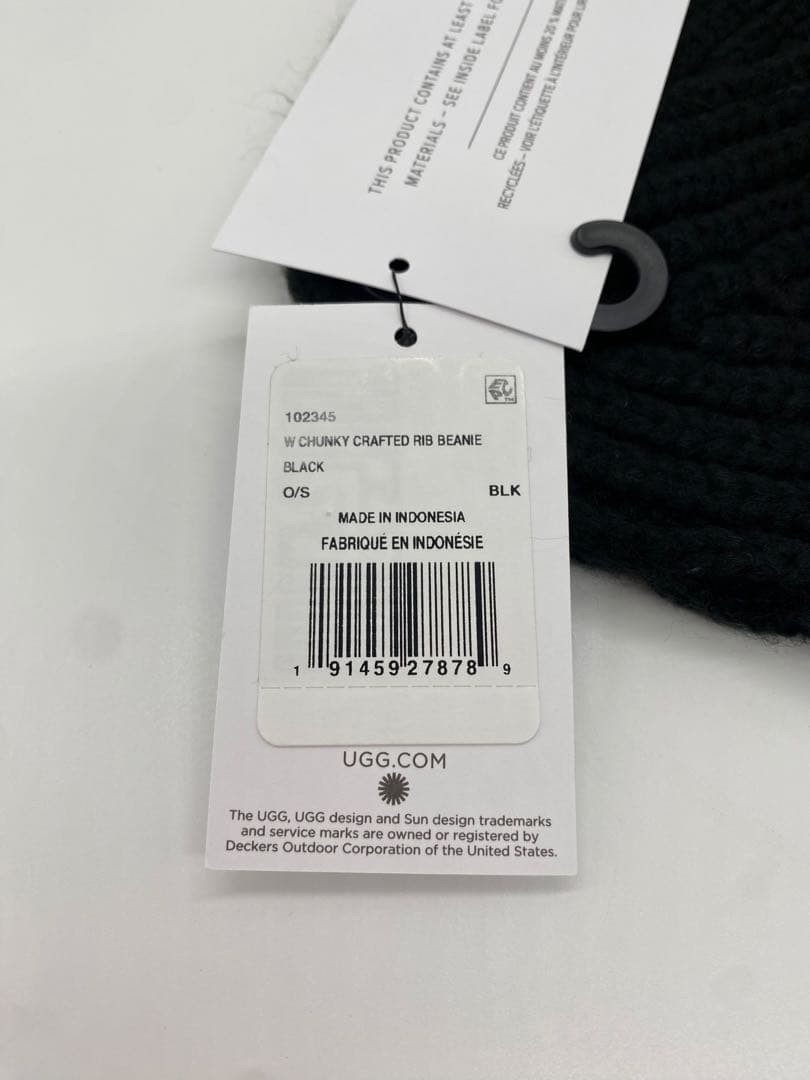 THIS PRODUCT CONTAINS AT LEAST
MATERIALS – SEE INSIDE LABEL
CE PRODUIT CONTIENT AU MOINS 20 %
RECYCLÉES – VOIR L'ÉTIQUETTE À L'INTÉRIEUR POUR
EPC TM
102345
W CHUNKY CRAFTED RIB BEANIE
BLACK
O/S BLK
MADE IN INDONESIA
FABRIQUÉ EN INDONÉSIE
1 91459 27878 9
UGG.COM
The UGG, UGG design and Sun design trademarks
and service marks are owned or registered by
Deckers Outdoor Corporation of the United States.